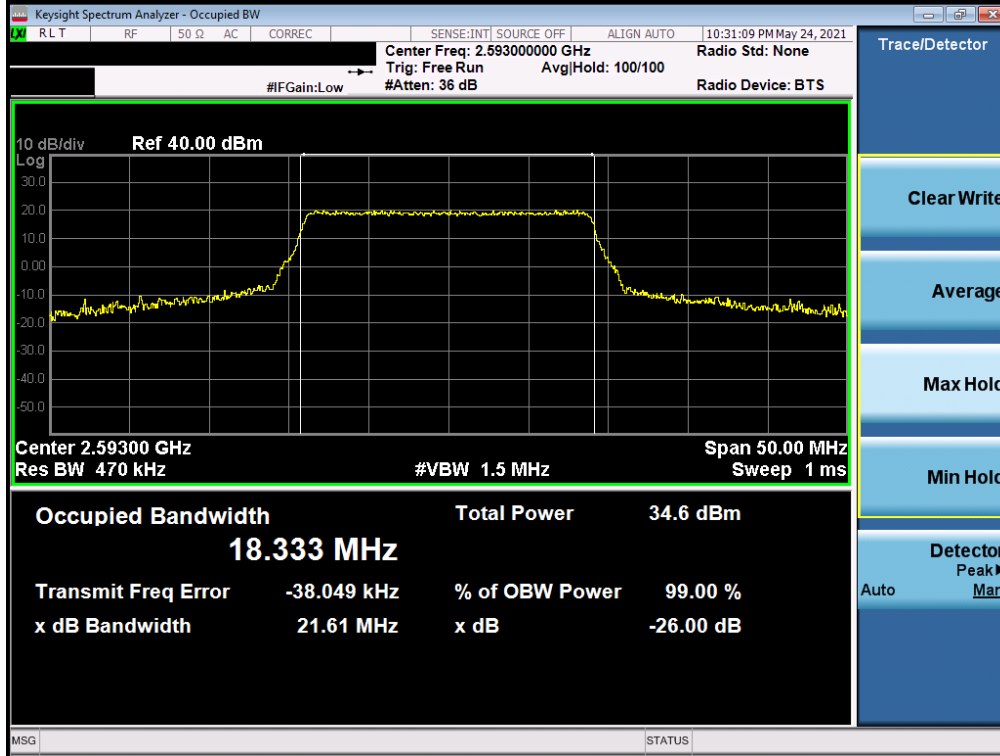 Keysight Spectrum Analyzer - Occupied BW
LXI RLT RF 50 Ω AC CORREC SENSE:INT SOURCE OFF ALIGN AUTO 10:31:09 PM May 24, 2021
Center Freq: 2.593000000 GHz Radio Std: None
Trig: Free Run Avg|Hold: 100/100
#IFGain:Low #Atten: 36 dB Radio Device: BTS
Trace/Detector
10 dB/div Ref 40.00 dBm
Log
30.0
20.0
10.0
0.00
-10.0
-20.0
-30.0
-40.0
-50.0
Center 2.59300 GHz Span 50.00 MHz
Res BW 470 kHz #VBW 1.5 MHz Sweep 1 ms
Occupied Bandwidth Total Power 34.6 dBm
18.333 MHz
Transmit Freq Error -38.049 kHz % of OBW Power 99.00 %
x dB Bandwidth 21.61 MHz x dB -26.00 dB
Clear Write
Average
Max Hold
Min Hold
Detector
Peak
Auto Man
MSG STATUS